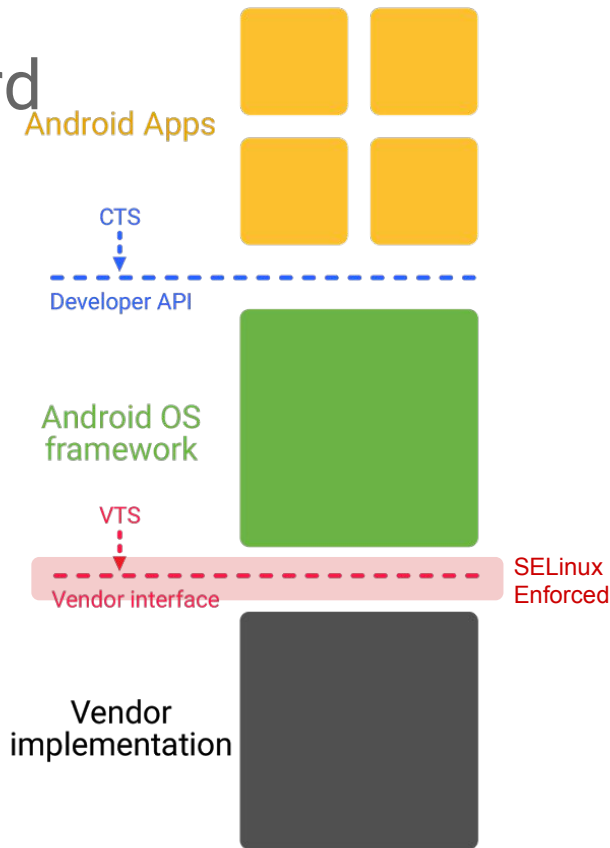 Android Apps
CTS
Developer API
Android OS
framework
VTS
SELinux
Enforced
Vendor interface
Vendor
implementation